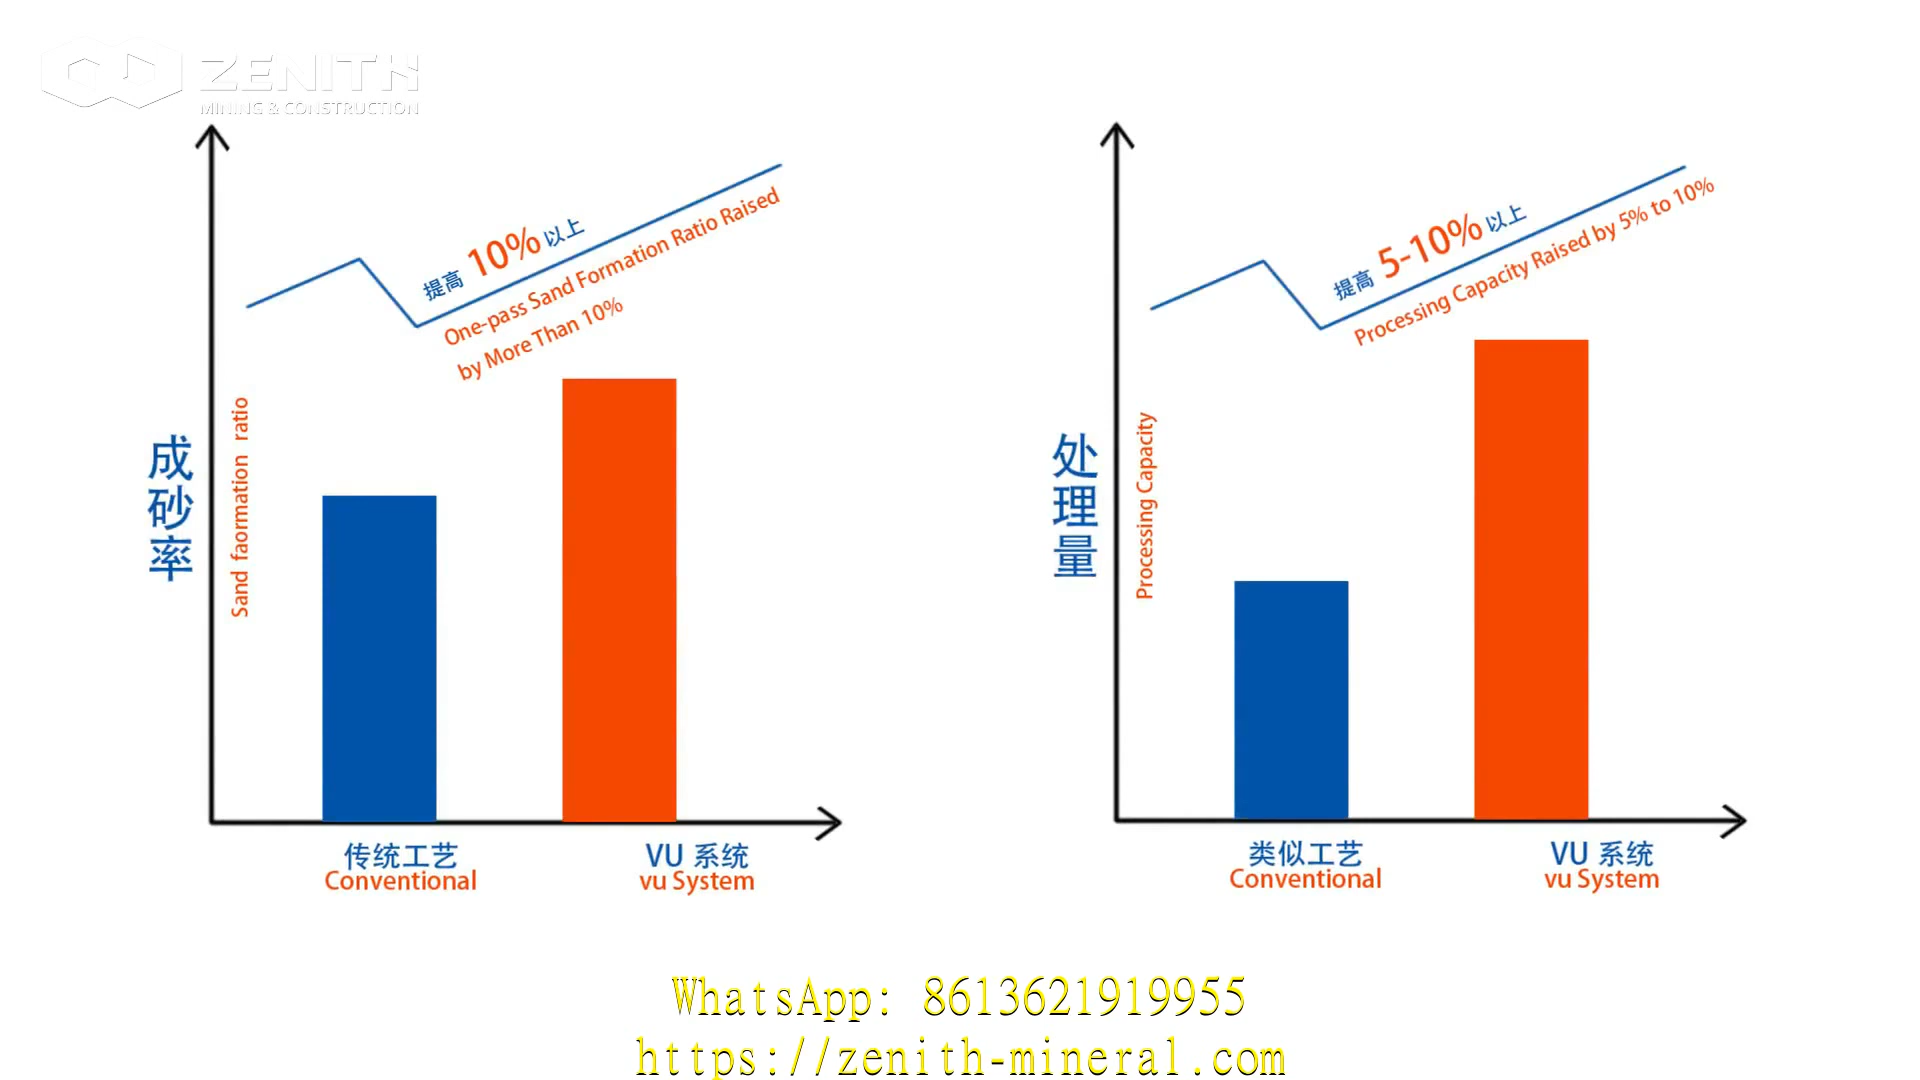 ZENITH
MINING & CONSTRUCTION
提高 10% 以上
One-pass Sand Formation Ratio Raised
by More Than 10%
成砂率
Sand faormation ratio
传统工艺
Conventional
VU 系统
vu System
提高 5-10% 以上
Processing Capacity Raised by 5% to 10%
处理量
Processing Capacity
类似工艺
Conventional
VU 系统
vu System
WhatsApp: 8613621919955
https://zenith-mineral.com